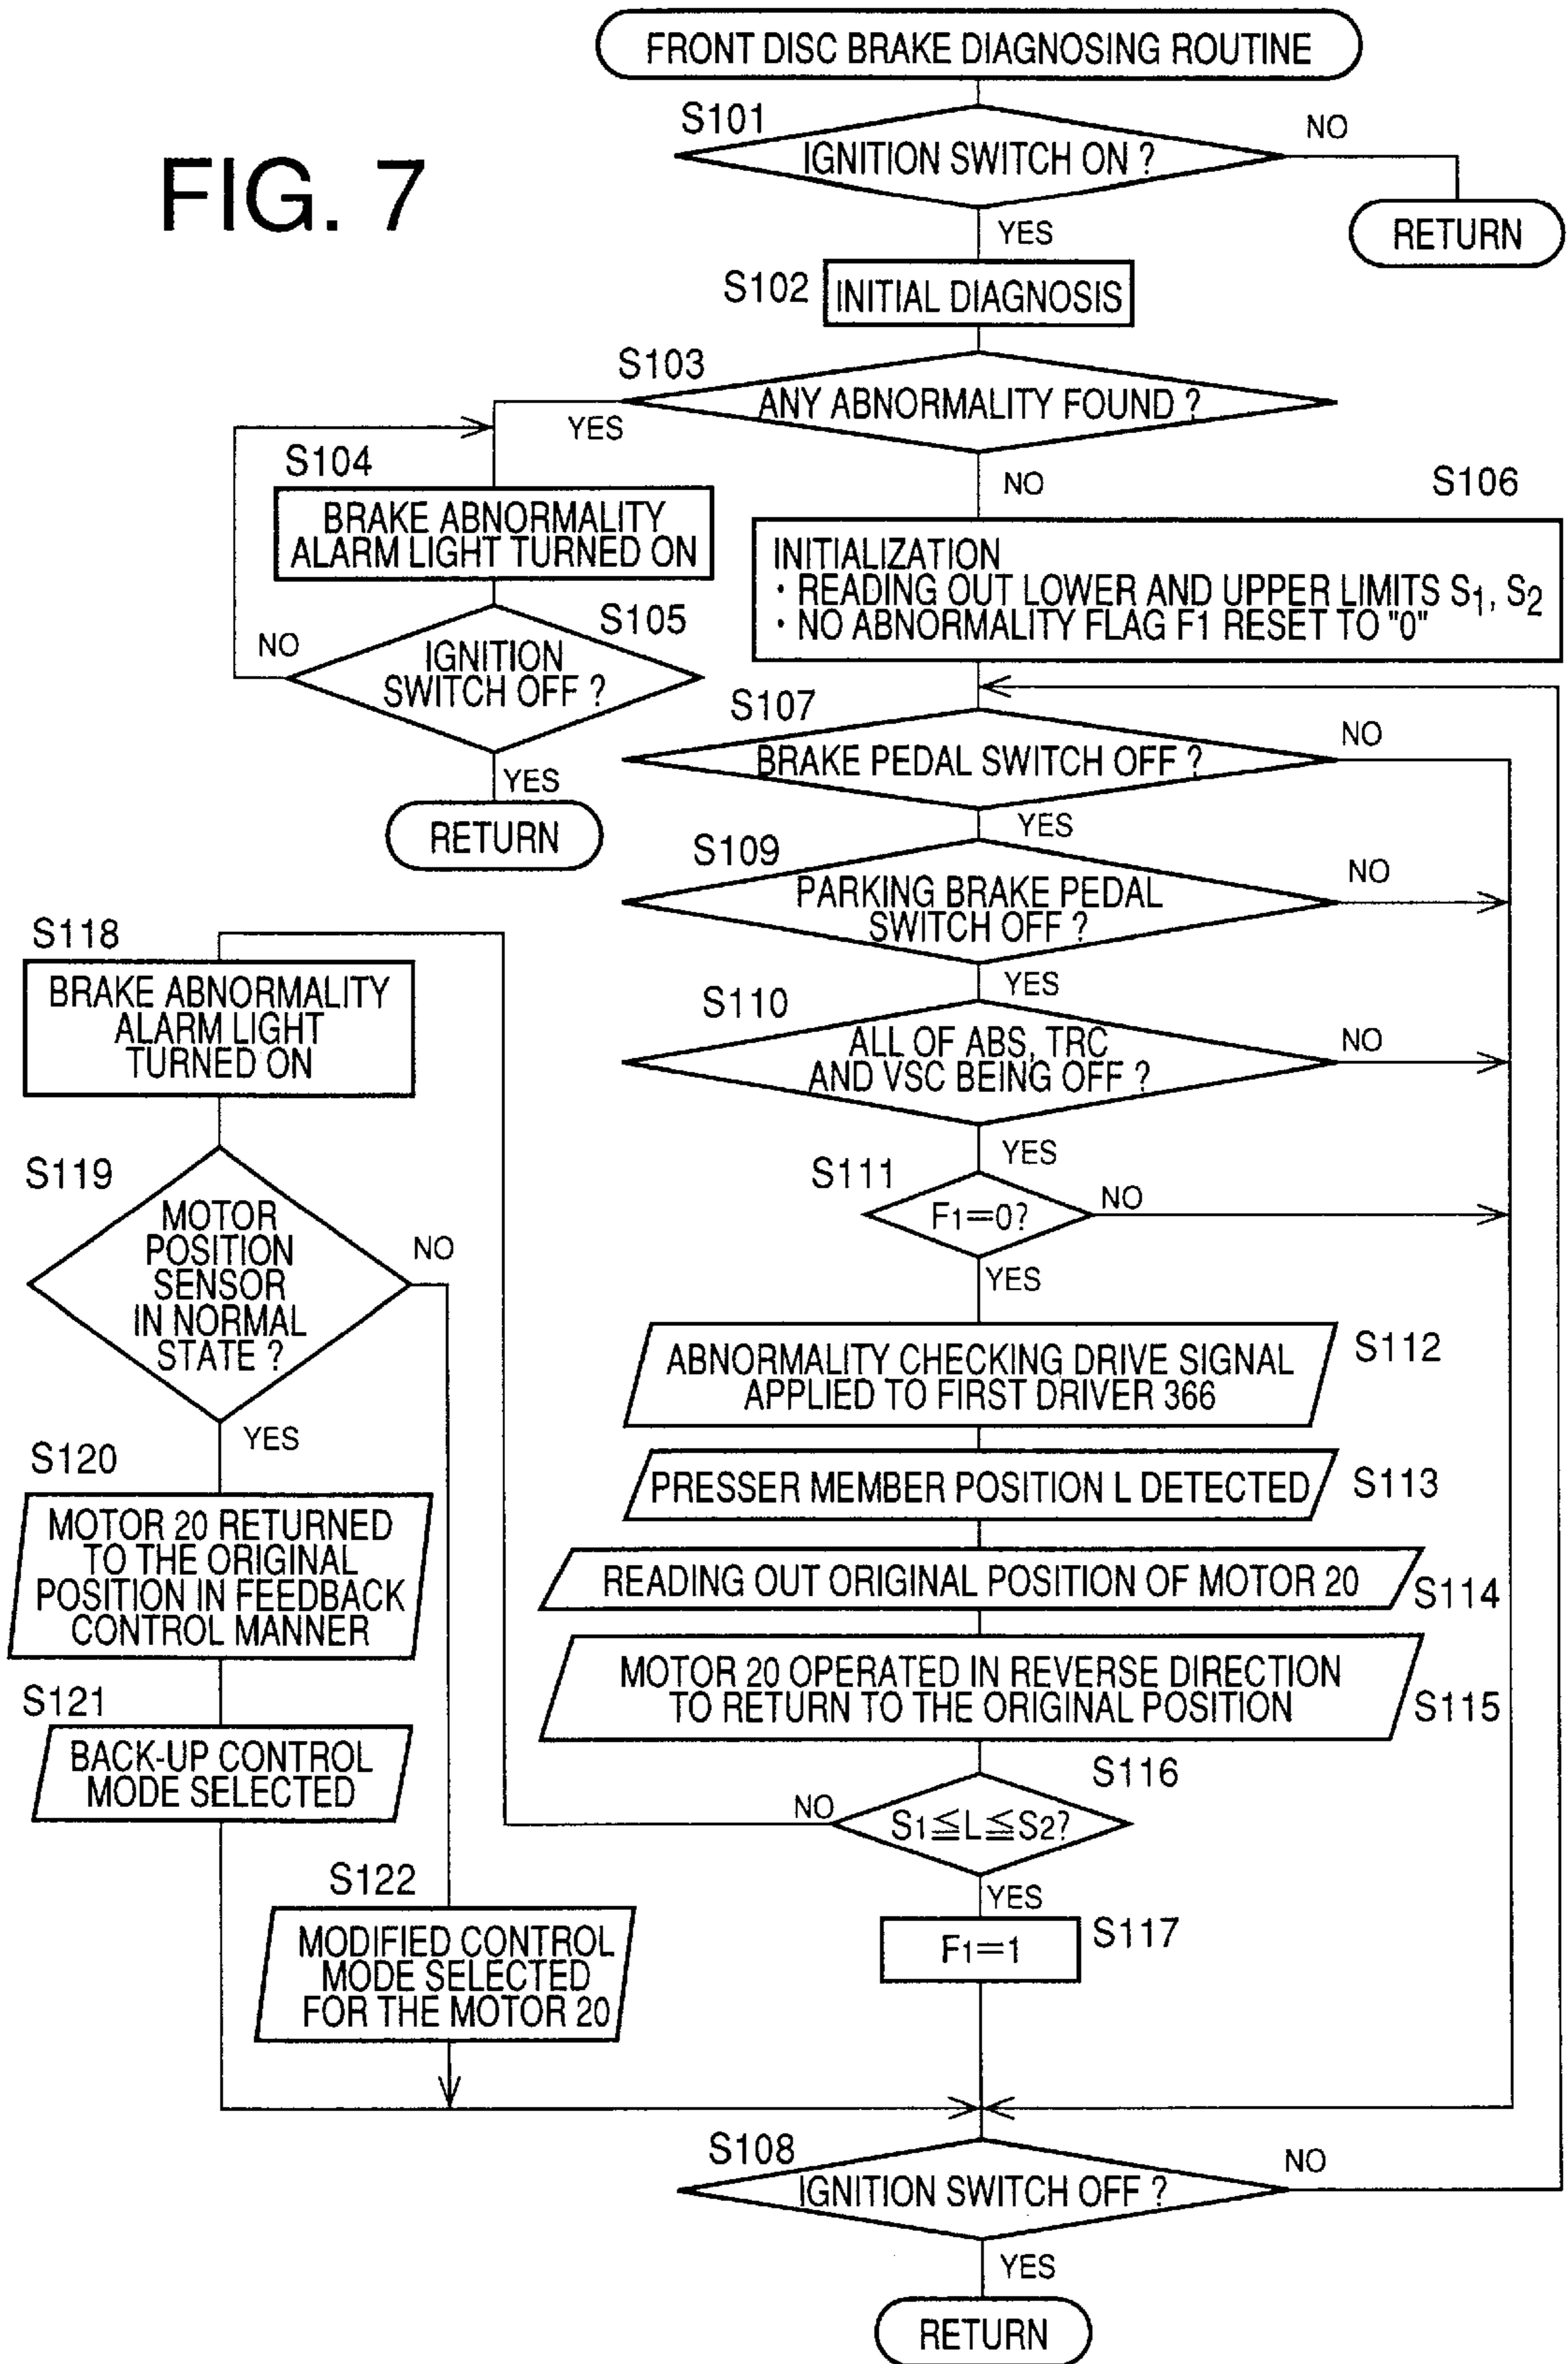 FRONT DISC BRAKE DIAGNOSING ROUTINE
FIG. 7
S101
IGNITION SWITCH ON ?
NO
RETURN
YES
S102
INITIAL DIAGNOSIS
S103
ANY ABNORMALITY FOUND ?
YES
NO
S104
BRAKE ABNORMALITY
ALARM LIGHT TURNED ON
S105
IGNITION
SWITCH OFF ?
NO
YES
RETURN
S106
INITIALIZATION
· READING OUT LOWER AND UPPER LIMITS S1, S2
· NO ABNORMALITY FLAG F1 RESET TO "0"
S107
BRAKE PEDAL SWITCH OFF ?
NO
YES
S109
PARKING BRAKE PEDAL
SWITCH OFF ?
NO
YES
S110
ALL OF ABS, TRC
AND VSC BEING OFF ?
NO
YES
S111
F1=0?
NO
YES
S112
ABNORMALITY CHECKING DRIVE SIGNAL
APPLIED TO FIRST DRIVER 366
S113
PRESSER MEMBER POSITION L DETECTED
READING OUT ORIGINAL POSITION OF MOTOR 20
S114
MOTOR 20 OPERATED IN REVERSE DIRECTION
TO RETURN TO THE ORIGINAL POSITION
S115
S116
S1≦L≦S2?
NO
YES
S117
F1=1
S118
BRAKE ABNORMALITY
ALARM LIGHT
TURNED ON
S119
MOTOR
POSITION
SENSOR
IN NORMAL
STATE ?
NO
YES
S120
MOTOR 20 RETURNED
TO THE ORIGINAL
POSITION IN FEEDBACK
CONTROL MANNER
S121
BACK-UP CONTROL
MODE SELECTED
S122
MODIFIED CONTROL
MODE SELECTED
FOR THE MOTOR 20
S108
IGNITION SWITCH OFF ?
NO
YES
RETURN